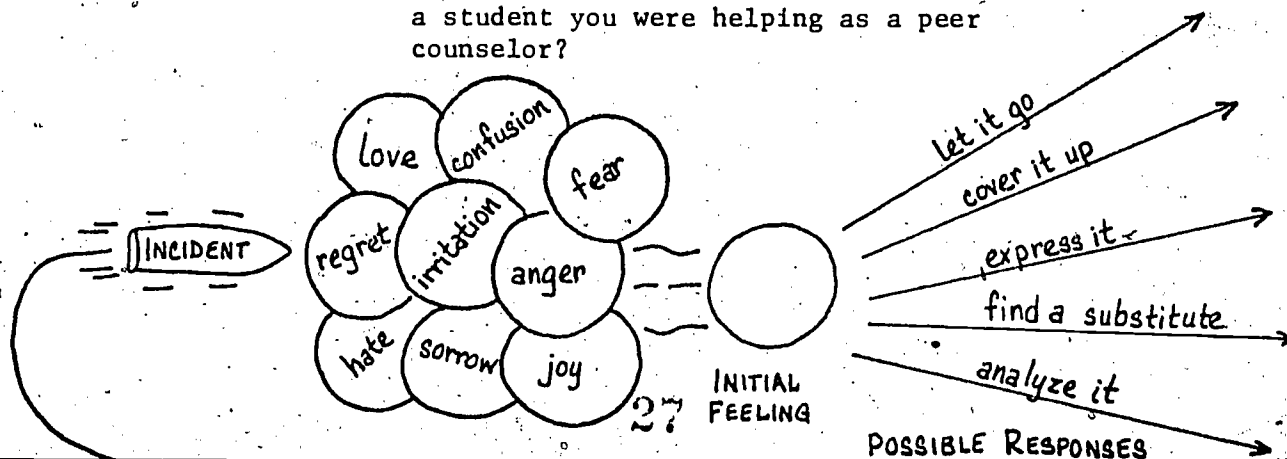 a student you were helping as a peer
counselor?
INCIDENT
love
confusion
fear
regret
irritation
anger
hate
sorrow
joy
27
INITIAL
FEELING
let it go
cover it up
express it
find a substitute
analyze it
POSSIBLE RESPONSES